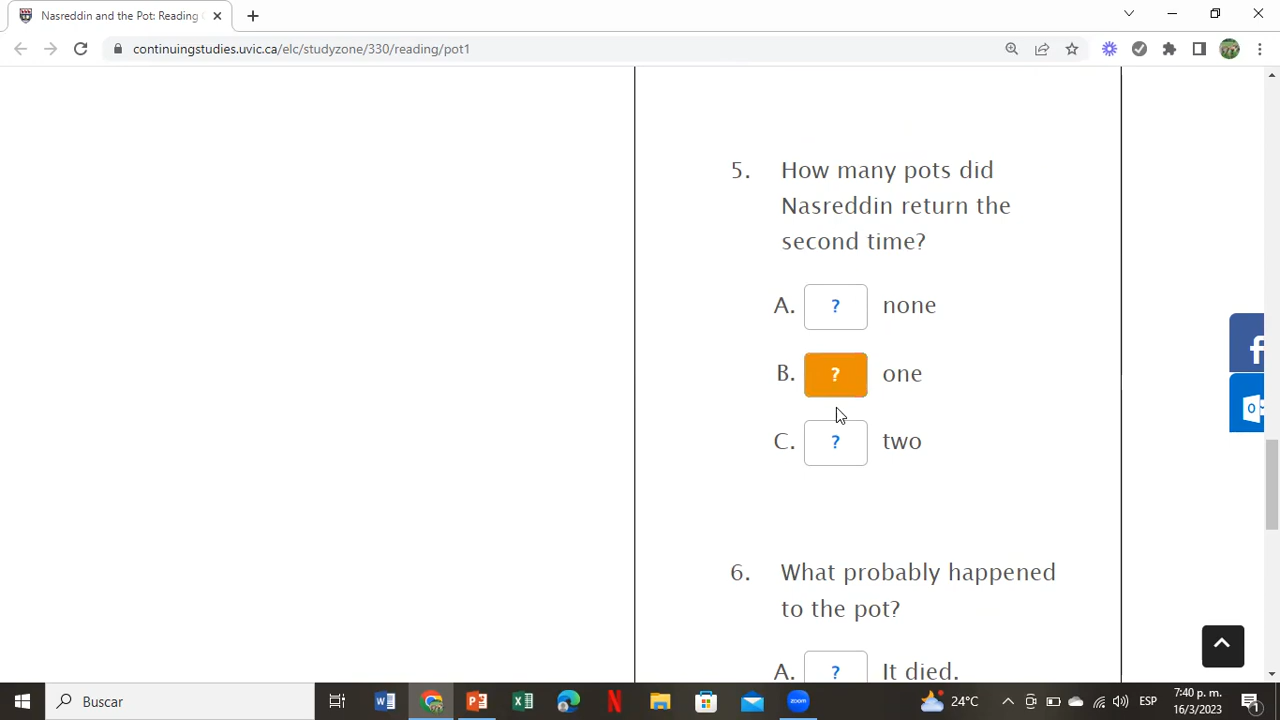 Nasreddin and the Pot: Reading
continuingstudies.uvic.ca/elc/studyzone/330/reading/pot1
5. How many pots did
Nasreddin return the
second time?
A. ? none
B. ? one
C. ? two
6. What probably happened
to the pot?
A. ? It died.
f
Buscar
W
P
X
N
zoom
24°C
ESP
7:40 p. m.
16/3/2023
1